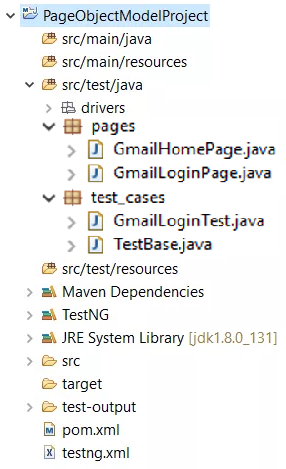 PageObjectModelProject
src/main/java
src/main/resources
src/test/java
drivers
pages
GmailHomePage.java
GmailLoginPage.java
test_cases
GmailLoginTest.java
TestBase.java
src/test/resources
Maven Dependencies
TestNG
JRE System Library [jdk1.8.0_131]
src
target
test-output
pom.xml
testng.xml